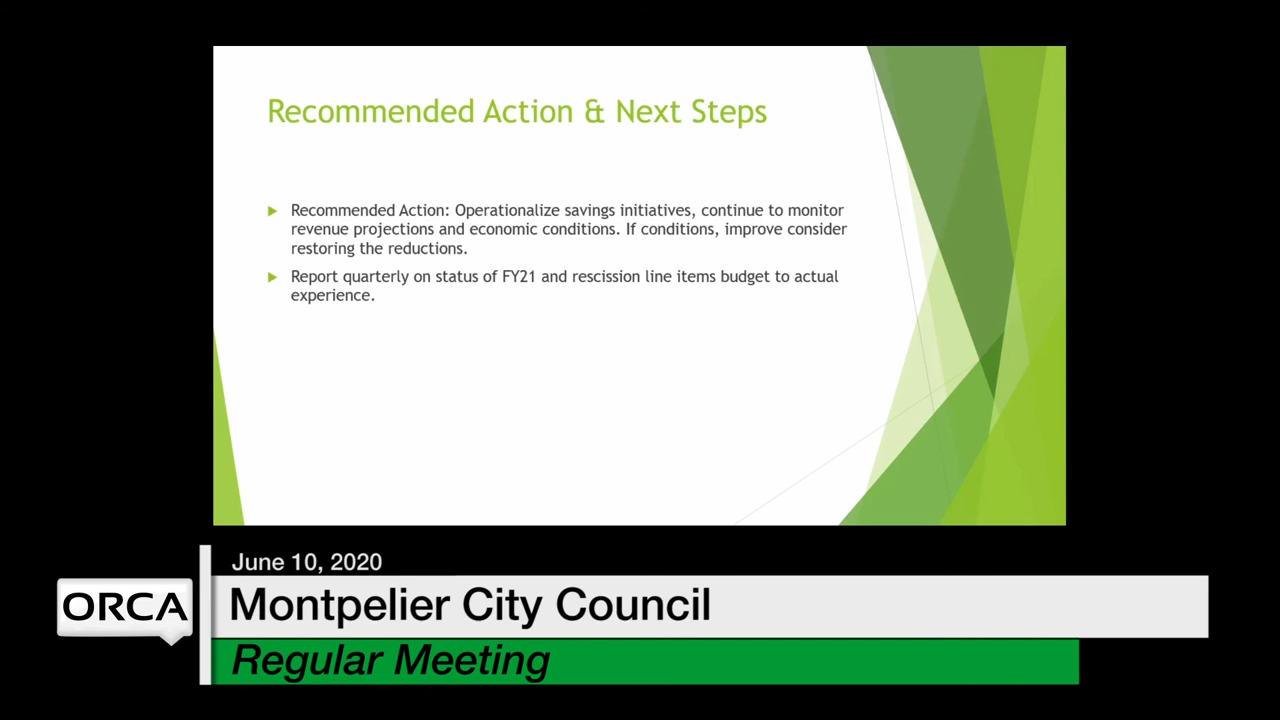 Recommended Action & Next Steps
Recommended Action: Operationalize savings initiatives, continue to monitor
revenue projections and economic conditions. If conditions, improve consider
restoring the reductions.
Report quarterly on status of FY21 and rescission line items budget to actual
experience.
June 10, 2020
ORCA
Montpelier City Council
Regular Meeting